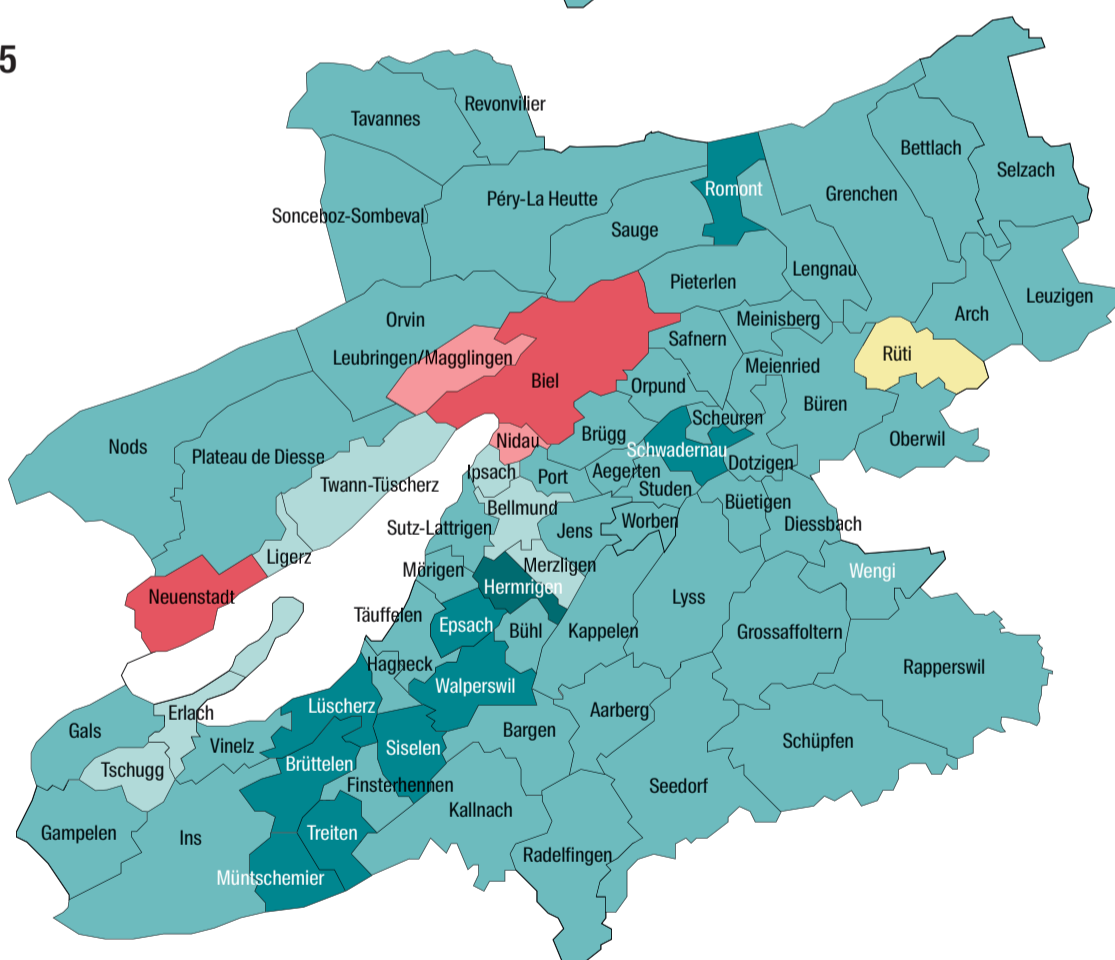 5
Revonvilier
Tavannes
Bettlach
Selzach
Romont
Grenchen
Péry-La Heutte
Sonceboz-Sombeval
Sauge
Lengnau
Pieterlen
Leuzigen
Arch
Orvin
Meinisberg
Safnern
Leubringen/Magglingen
Rüti
Meienried
Biel
Orpund
Büren
Scheuren
Brügg
Nidau
Oberwil
Nods
Schwadernau
Plateau de Diesse
Dotzigen
Ipsach
Aegerten
Port
Twann-Tüscherz
Studen
Büetigen
Bellmund
Worben
Diessbach
Sutz-Lattrigen
Jens
Ligerz
Merzligen
Mörigen
Wengi
Hermrigen
Neuenstadt
Lyss
Täuffelen
Epsach
Bühl
Kappelen
Grossaffoltern
Hagneck
Rapperswil
Walperswil
Lüscherz
Erlach
Aarberg
Gals
Bargen
Vinelz
Siselen
Schüpfen
Brüttelen
Tschugg
Finsterhennen
Seedorf
Kallnach
Gampelen
Ins
Treiten
Radelfingen
Müntschemier